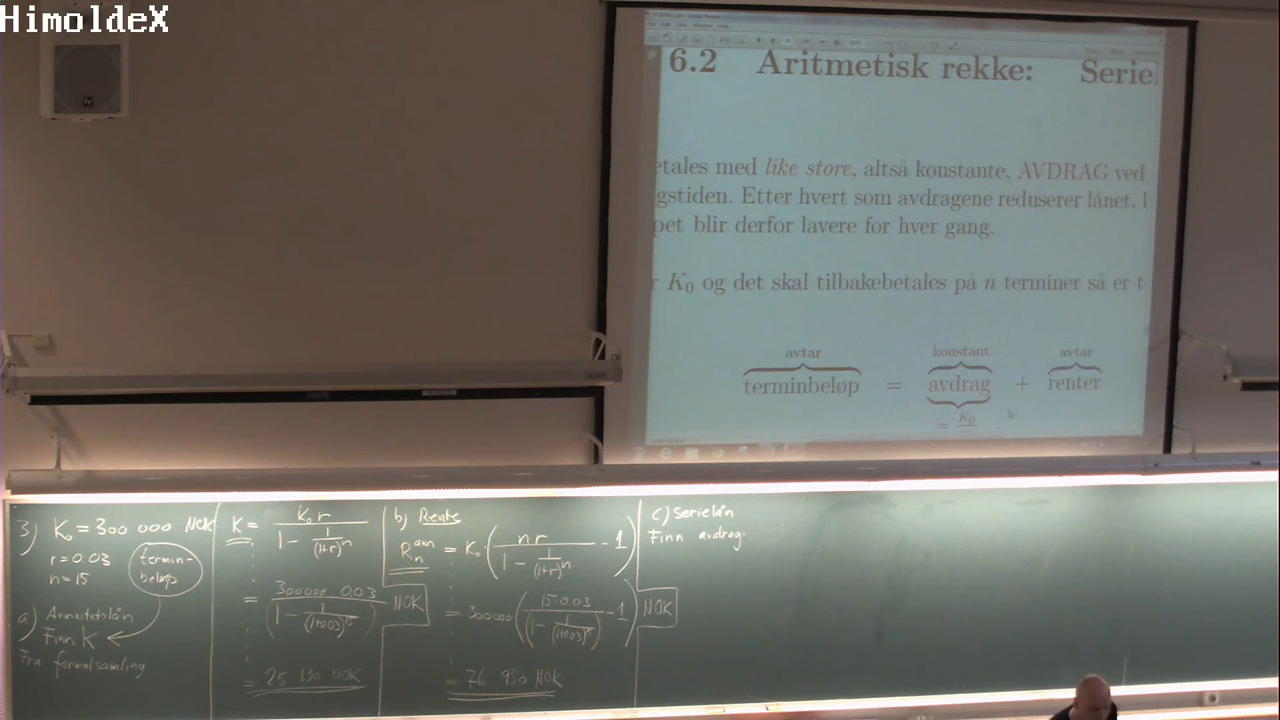 HimoldeX
6.2 Aritmetisk rekke: Serie
etales med like store, altså konstante, AVDRAG ved
gstiden. Etter hvert som avdragene reduserer lånet,
pet blir derfor lavere for hver gang.
r K₀ og det skal tilbakebetales på n terminer så er t
avtar konstant avtar
terminbeløp = avdrag + renter
= K₀
3) K₀ = 300 000 NOK
r = 0.03
n = 15
termin-
beløp
a) Annuitetslån
Finn K
Fra formelsamling
K = K₀ r / (1 - 1/(1+r)ⁿ)
= 300000 · 0.03 / (1 - 1/(1+0.03)¹⁵) NOK
= 25 130 NOK
b) Rente
Rₙᵃⁿⁿ = K₀ · (n r / (1 - 1/(1+r)ⁿ) - 1)
= 300000 (15 · 0.03 / (1 - 1/(1+0.03)¹⁵) - 1) NOK
= 76 950 NOK
c) Serielån
Finn avdrag: